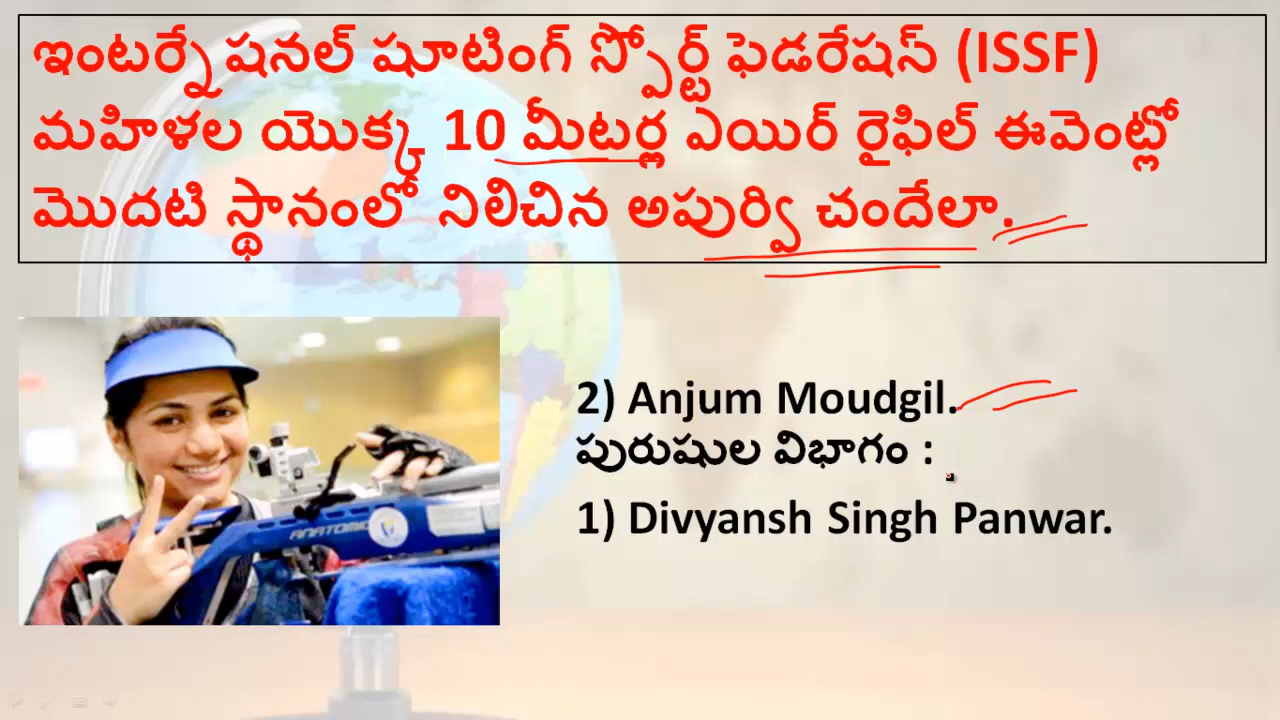 ఇంటర్నేషనల్ షూటింగ్ స్పోర్ట్ ఫెడరేషన్ (ISSF)
మహిళల యొక్క 10 మీటర్ల ఎయిర్ రైఫిల్ ఈవెంట్లో
మొదటి స్థానంలో నిలిచిన అపుర్వి చందేలా.
2) Anjum Moudgil.
పురుషుల విభాగం :
1) Divyansh Singh Panwar.
ANATOMIC